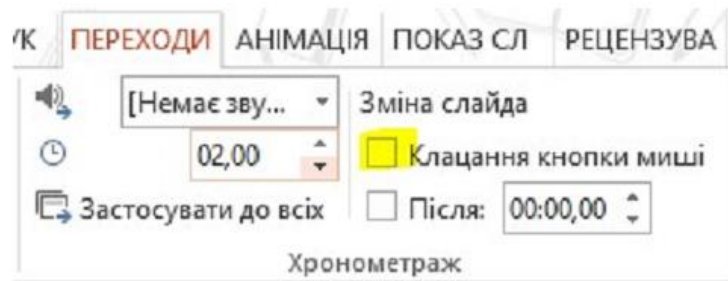 УК ПЕРЕХОДИ АНІМАЦІЯ ПОКАЗ СЛ РЕЦЕНЗУВА
[Немає зву... Зміна слайда
02,00 Клацання кнопки миші
Застосувати до всіх Після: 00:00,00
Хронометраж